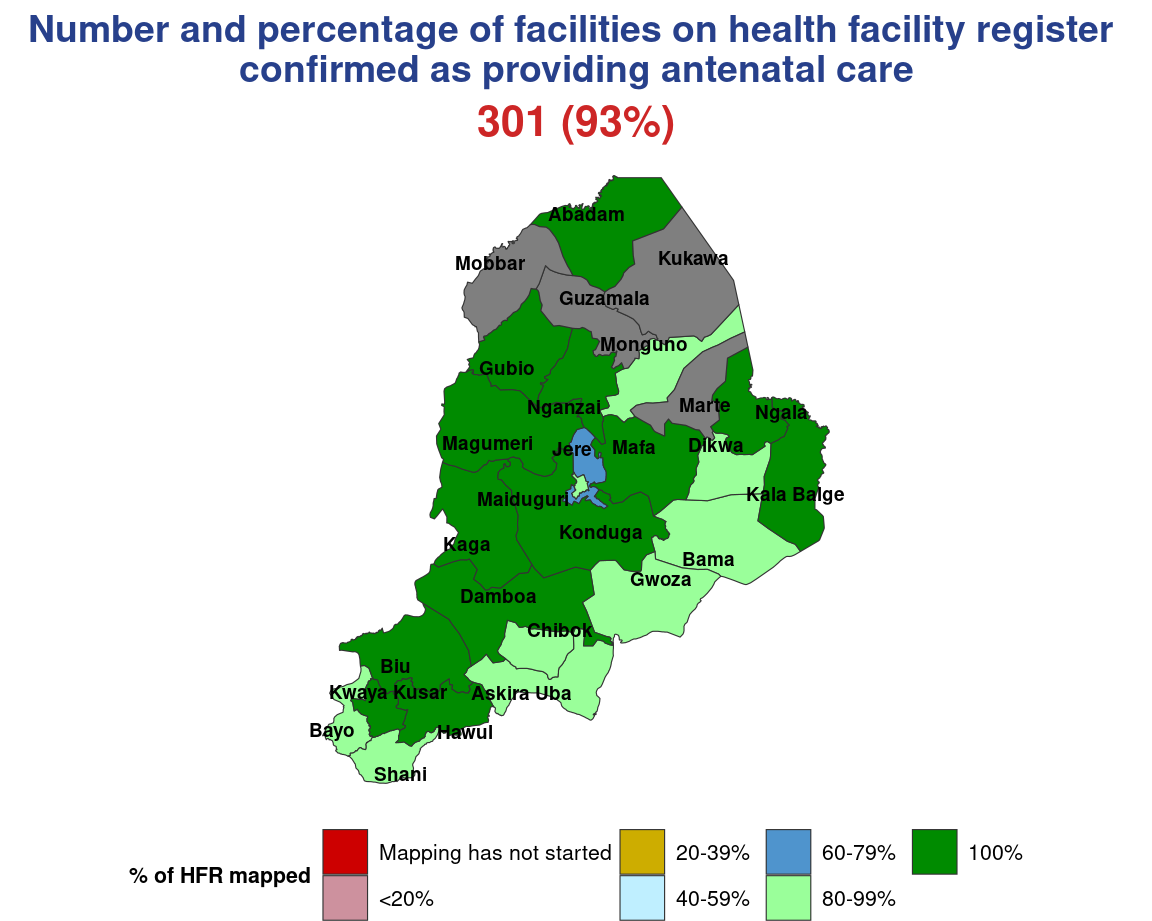 Number and percentage of facilities on health facility register
confirmed as providing antenatal care
301 (93%)
Abadam
Mobbar
Kukawa
Guzamala
Monguno
Gubio
Nganzai
Marte
Ngala
Magumeri
Jere
Mafa
Dikwa
Maiduguri
Kala Balge
Konduga
Kaga
Bama
Gwoza
Damboa
Chibok
Biu
Kwaya Kusar
Askira Uba
Bayo
Hawul
Shani
% of HFR mapped
Mapping has not started
<20%
20-39%
40-59%
60-79%
80-99%
100%